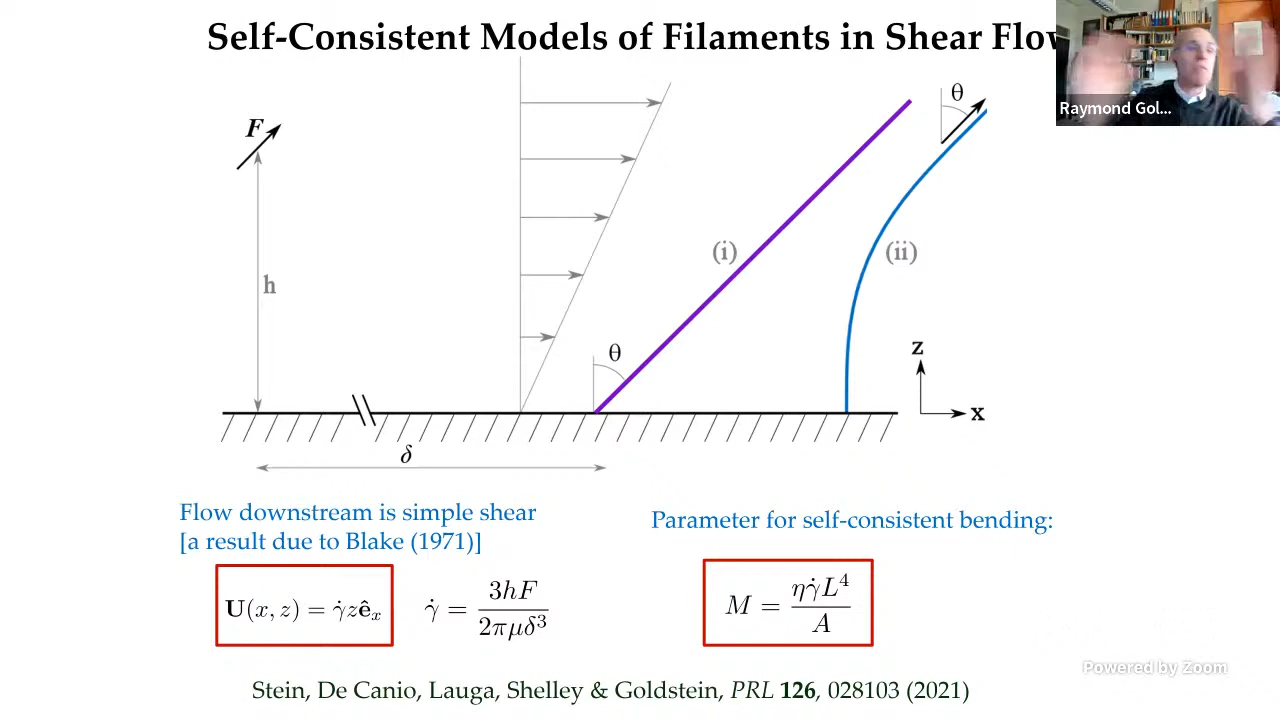 Self-Consistent Models of Filaments in Shear Flow
Raymond Gol...
F
θ
(i)
(ii)
h
θ
z
x
δ
Flow downstream is simple shear
[a result due to Blake (1971)]
Parameter for self-consistent bending:
U(x, z) = γ̇zêₓ
γ̇ = 3hF / 2πμδ³
M = ηγ̇L⁴ / A
Powered by Zoom
Stein, De Canio, Lauga, Shelley & Goldstein, PRL 126, 028103 (2021)